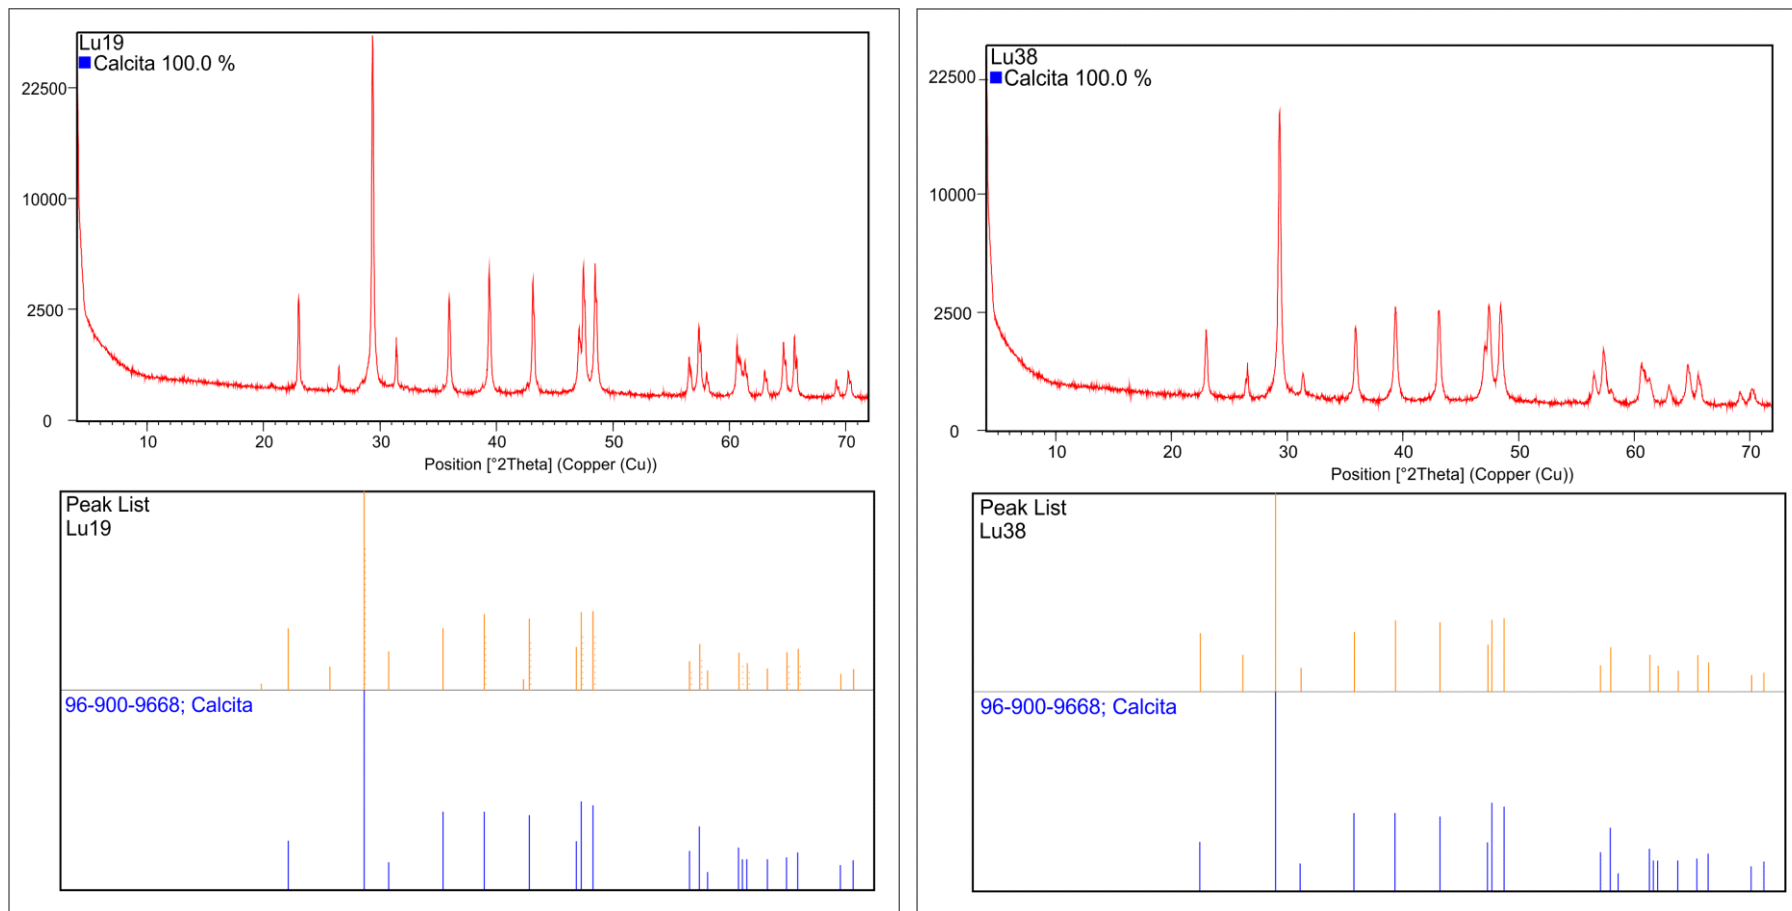 Lu19
Calcita 100.0 %
22500
10000
2500
0
10 20 30 40 50 60 70
Position [°2Theta] (Copper (Cu))
Peak List
Lu19
96-900-9668; Calcita
Lu38
Calcita 100.0 %
22500
10000
2500
0
10 20 30 40 50 60 70
Position [°2Theta] (Copper (Cu))
Peak List
Lu38
96-900-9668; Calcita